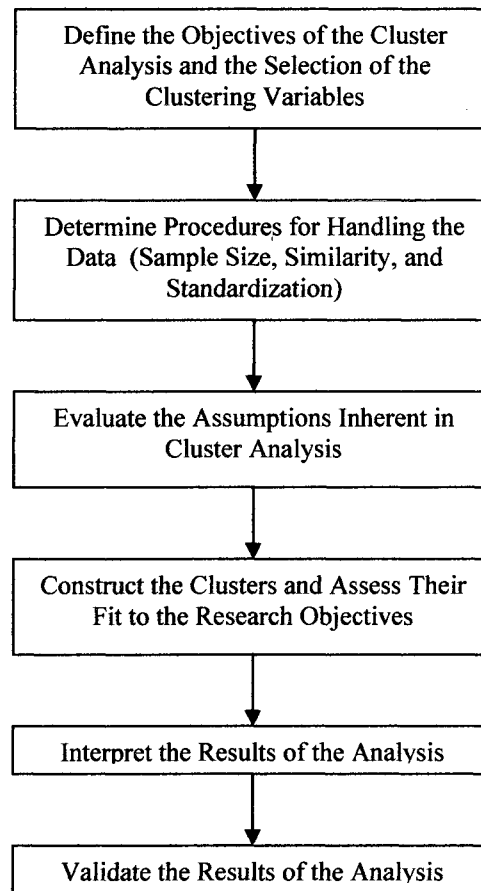 Define the Objectives of the Cluster
Analysis and the Selection of the
Clustering Variables
Determine Procedures for Handling the
Data (Sample Size, Similarity, and
Standardization)
Evaluate the Assumptions Inherent in
Cluster Analysis
Construct the Clusters and Assess Their
Fit to the Research Objectives
Interpret the Results of the Analysis
Validate the Results of the Analysis